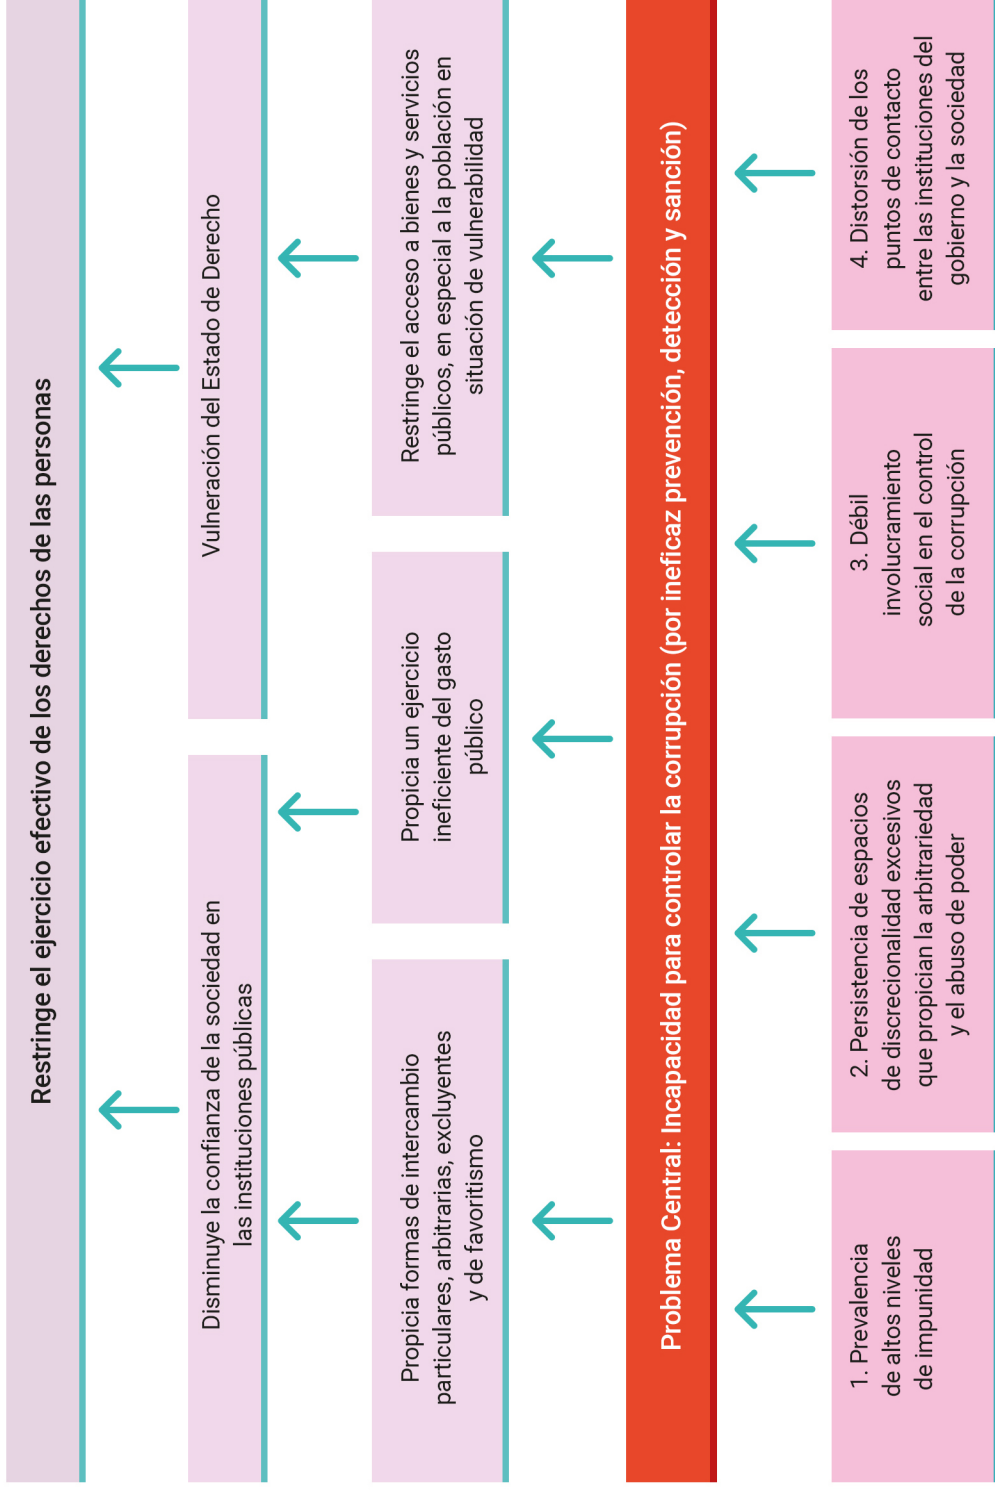 Restringe el ejercicio efectivo de los derechos de las personas
Disminuye la confianza de la sociedad en
las instituciones públicas
Vulneración del Estado de Derecho
Propicia formas de intercambio
particulares, arbitrarias, excluyentes
y de favoritismo
Propicia un ejercicio
ineficiente del gasto
público
Restringe el acceso a bienes y servicios
públicos, en especial a la población en
situación de vulnerabilidad
Problema Central: Incapacidad para controlar la corrupción (por ineficaz prevención, detección y sanción)
1. Prevalencia
de altos niveles
de impunidad
2. Persistencia de espacios
de discrecionalidad excesivos
que propician la arbitrariedad
y el abuso de poder
3. Débil
involucramiento
social en el control
de la corrupción
4. Distorsión de los
puntos de contacto
entre las instituciones del
gobierno y la sociedad